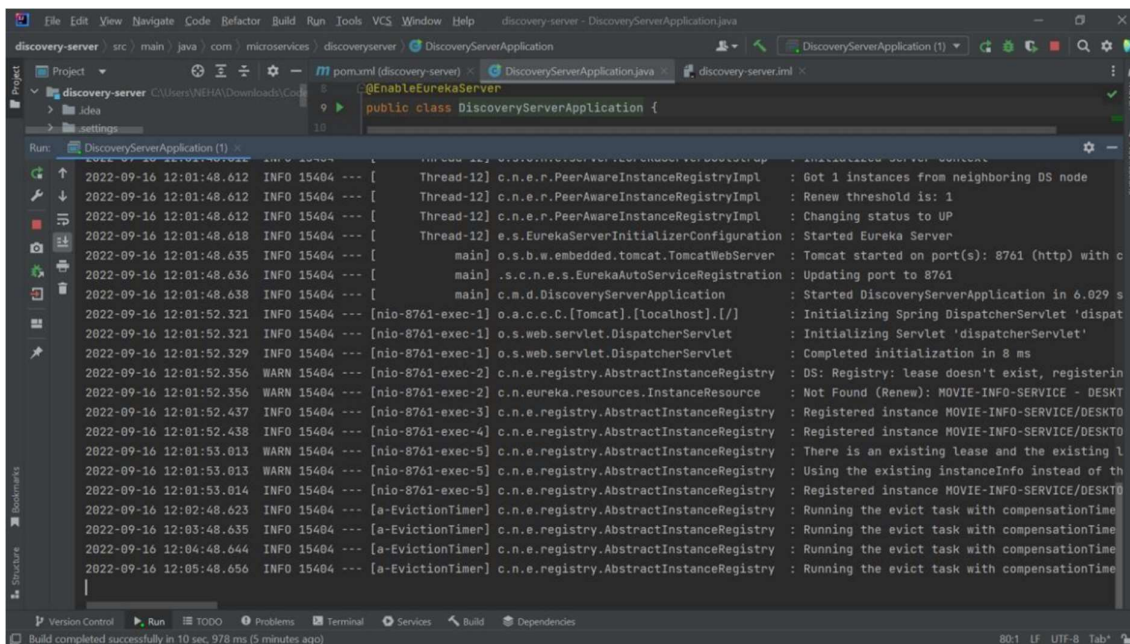 File Edit View Navigate Code Refactor Build Run Tools VCS Window Help discovery-server - DiscoveryServerApplication.java
discovery-server src main java com microservices discoveryserver DiscoveryServerApplication DiscoveryServerApplication (1)
Project pom.xml (discovery-server) DiscoveryServerApplication.java discovery-server.iml
discovery-server C:\Users\NEHA\Downloads\Code 8 @EnableEurekaServer
.idea 9 public class DiscoveryServerApplication {
.settings 10
Run: DiscoveryServerApplication (1)
2022-09-16 12:01:48.612 INFO 15404 --- [ Thread-12] o.s.c.n.e.server.EurekaServerBootstrap : Initialized server context
2022-09-16 12:01:48.612 INFO 15404 --- [ Thread-12] c.n.e.r.PeerAwareInstanceRegistryImpl : Got 1 instances from neighboring DS node
2022-09-16 12:01:48.612 INFO 15404 --- [ Thread-12] c.n.e.r.PeerAwareInstanceRegistryImpl : Renew threshold is: 1
2022-09-16 12:01:48.612 INFO 15404 --- [ Thread-12] c.n.e.r.PeerAwareInstanceRegistryImpl : Changing status to UP
2022-09-16 12:01:48.618 INFO 15404 --- [ Thread-12] e.s.EurekaServerInitializerConfiguration : Started Eureka Server
2022-09-16 12:01:48.635 INFO 15404 --- [ main] o.s.b.w.embedded.tomcat.TomcatWebServer : Tomcat started on port(s): 8761 (http) with c
2022-09-16 12:01:48.636 INFO 15404 --- [ main] .s.c.n.e.s.EurekaAutoServiceRegistration : Updating port to 8761
2022-09-16 12:01:48.638 INFO 15404 --- [ main] c.m.d.DiscoveryServerApplication : Started DiscoveryServerApplication in 6.029 s
2022-09-16 12:01:52.321 INFO 15404 --- [nio-8761-exec-1] o.a.c.c.C.[Tomcat].[localhost].[/] : Initializing Spring DispatcherServlet 'dispat
2022-09-16 12:01:52.321 INFO 15404 --- [nio-8761-exec-1] o.s.web.servlet.DispatcherServlet : Initializing Servlet 'dispatcherServlet'
2022-09-16 12:01:52.329 INFO 15404 --- [nio-8761-exec-1] o.s.web.servlet.DispatcherServlet : Completed initialization in 8 ms
2022-09-16 12:01:52.356 WARN 15404 --- [nio-8761-exec-2] c.n.e.registry.AbstractInstanceRegistry : DS: Registry: lease doesn't exist, registerin
2022-09-16 12:01:52.356 WARN 15404 --- [nio-8761-exec-2] c.n.eureka.resources.InstanceResource : Not Found (Renew): MOVIE-INFO-SERVICE - DESKT
2022-09-16 12:01:52.437 INFO 15404 --- [nio-8761-exec-3] c.n.e.registry.AbstractInstanceRegistry : Registered instance MOVIE-INFO-SERVICE/DESKTO
2022-09-16 12:01:52.438 INFO 15404 --- [nio-8761-exec-4] c.n.e.registry.AbstractInstanceRegistry : Registered instance MOVIE-INFO-SERVICE/DESKTO
2022-09-16 12:01:53.013 WARN 15404 --- [nio-8761-exec-5] c.n.e.registry.AbstractInstanceRegistry : There is an existing lease and the existing l
2022-09-16 12:01:53.013 WARN 15404 --- [nio-8761-exec-5] c.n.e.registry.AbstractInstanceRegistry : Using the existing instanceInfo instead of th
2022-09-16 12:01:53.014 INFO 15404 --- [nio-8761-exec-5] c.n.e.registry.AbstractInstanceRegistry : Registered instance MOVIE-INFO-SERVICE/DESKTO
2022-09-16 12:02:48.623 INFO 15404 --- [a-EvictionTimer] c.n.e.registry.AbstractInstanceRegistry : Running the evict task with compensationTime
2022-09-16 12:03:48.635 INFO 15404 --- [a-EvictionTimer] c.n.e.registry.AbstractInstanceRegistry : Running the evict task with compensationTime
2022-09-16 12:04:48.644 INFO 15404 --- [a-EvictionTimer] c.n.e.registry.AbstractInstanceRegistry : Running the evict task with compensationTime
2022-09-16 12:05:48.656 INFO 15404 --- [a-EvictionTimer] c.n.e.registry.AbstractInstanceRegistry : Running the evict task with compensationTime
Bookmarks
Structure
Version Control Run TODO Problems Terminal Services Build Dependencies
Build completed successfully in 10 sec, 978 ms (5 minutes ago) 80:1 LF UTF-8 Tab*